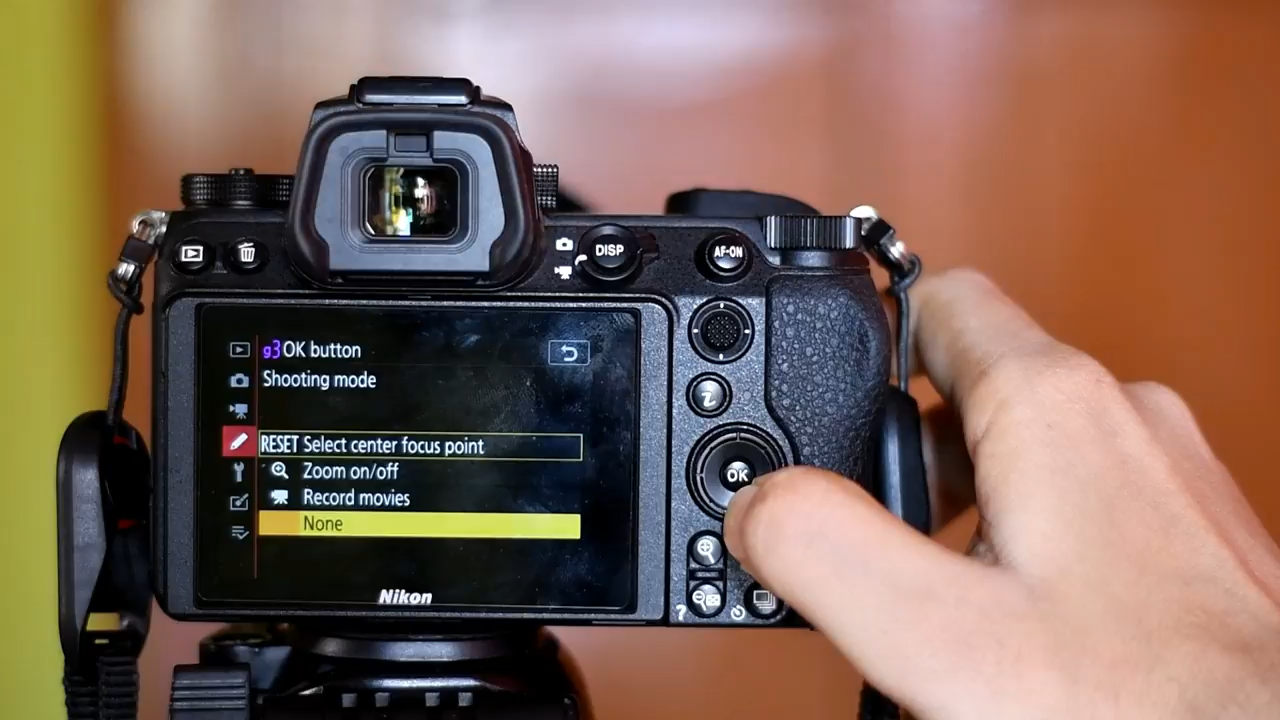 DISP
AF-ON
g3 OK button
Shooting mode
i
RESET Select center focus point
Zoom on/off
OK
Record movies
None
Nikon
?